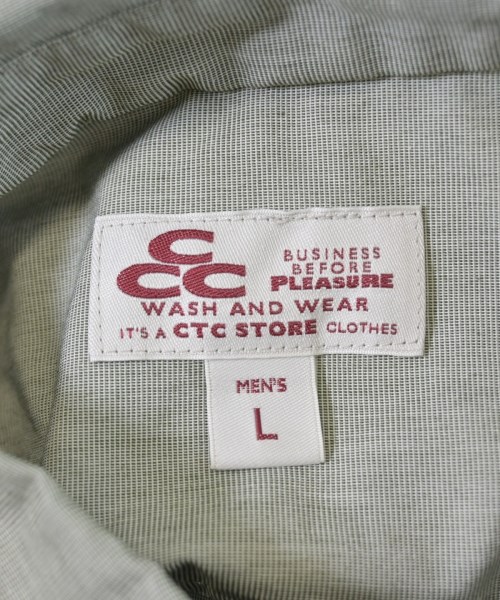 C
CCC
BUSINESS
BEFORE
PLEASURE
WASH AND WEAR
IT'S A CTC STORE CLOTHES
MEN'S
L